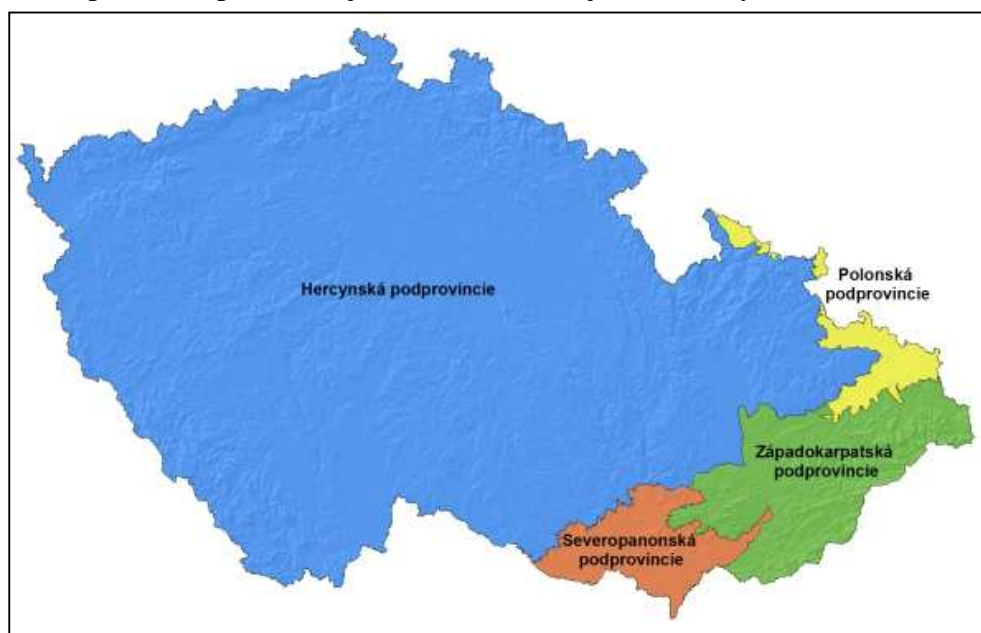 Hercynská podprovincie
Polonská
podprovincie
Západokarpatská
podprovincie
Severopanonská
podprovincie